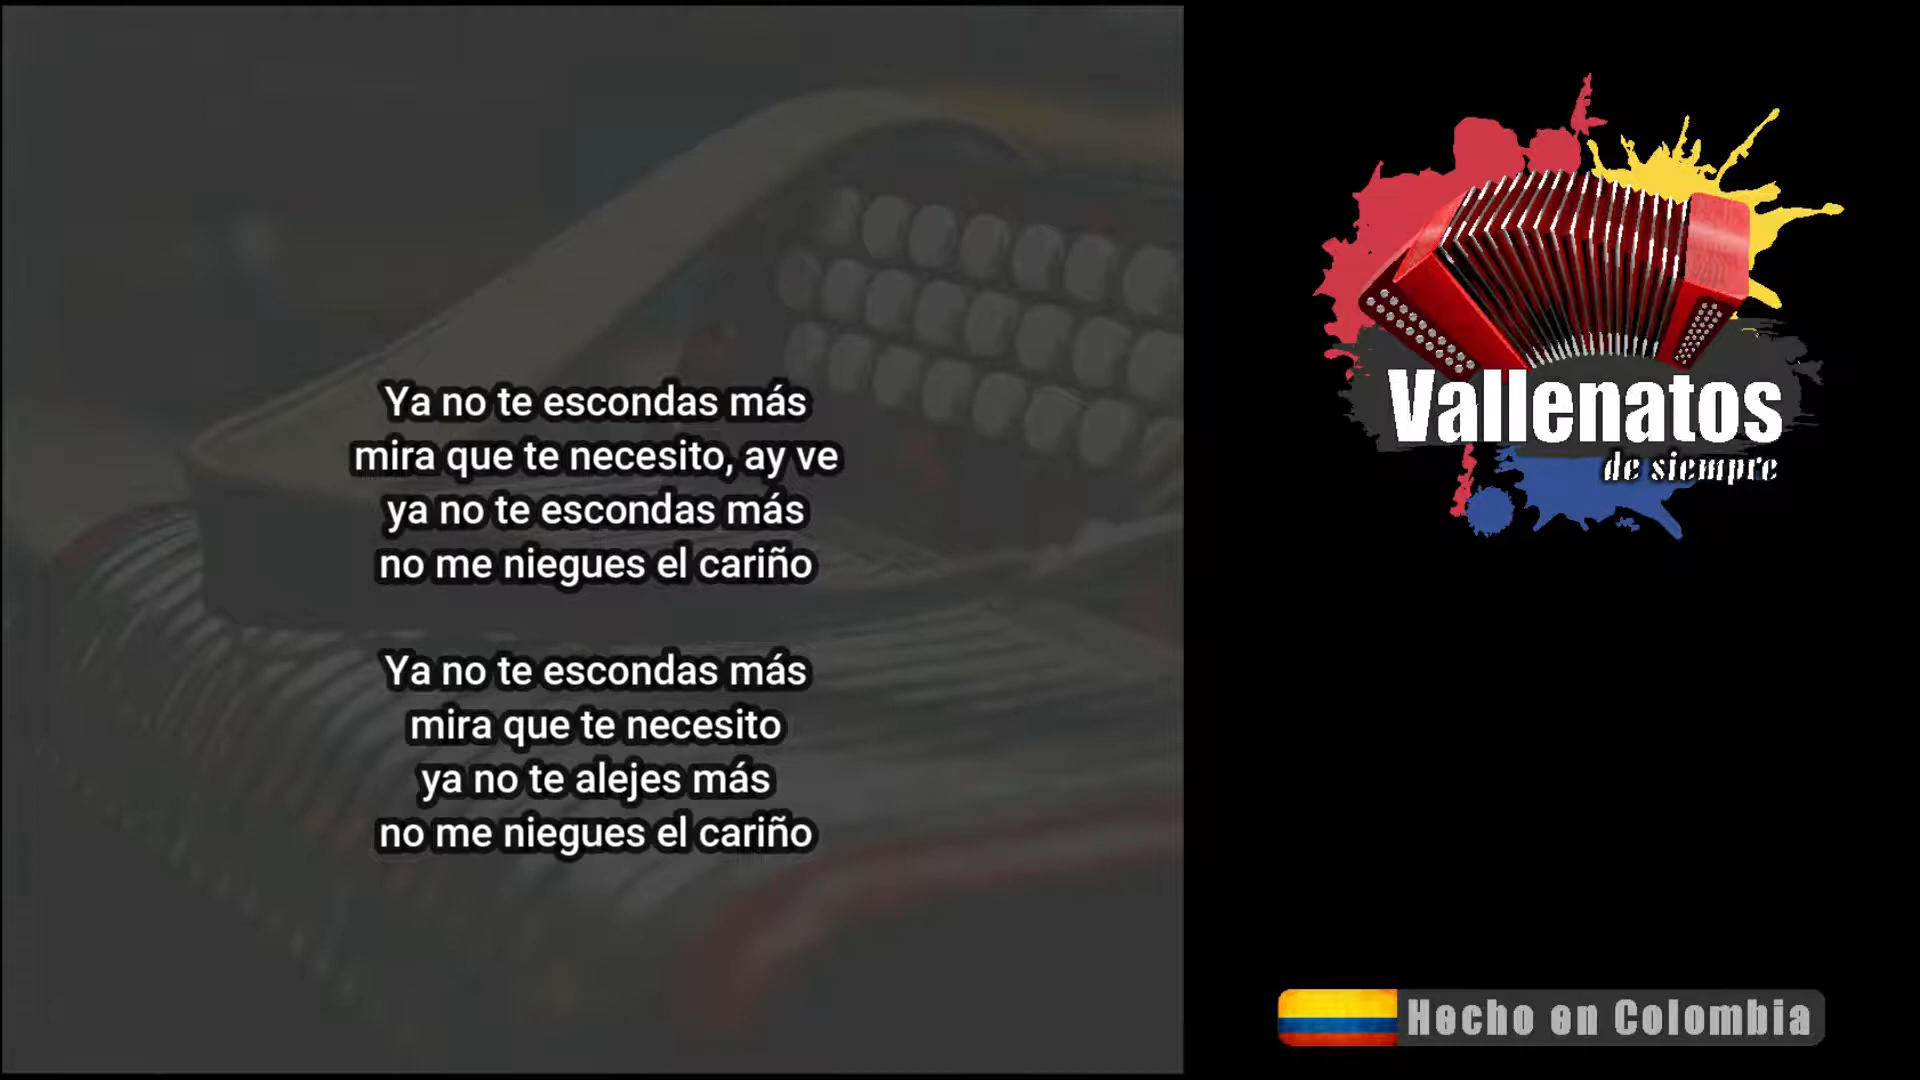 Ya no te escondas más
mira que te necesito, ay ve
ya no te escondas más
no me niegues el cariño
Ya no te escondas más
mira que te necesito
ya no te alejes más
no me niegues el cariño
Vallenatos
de siempre
Hecho en Colombia